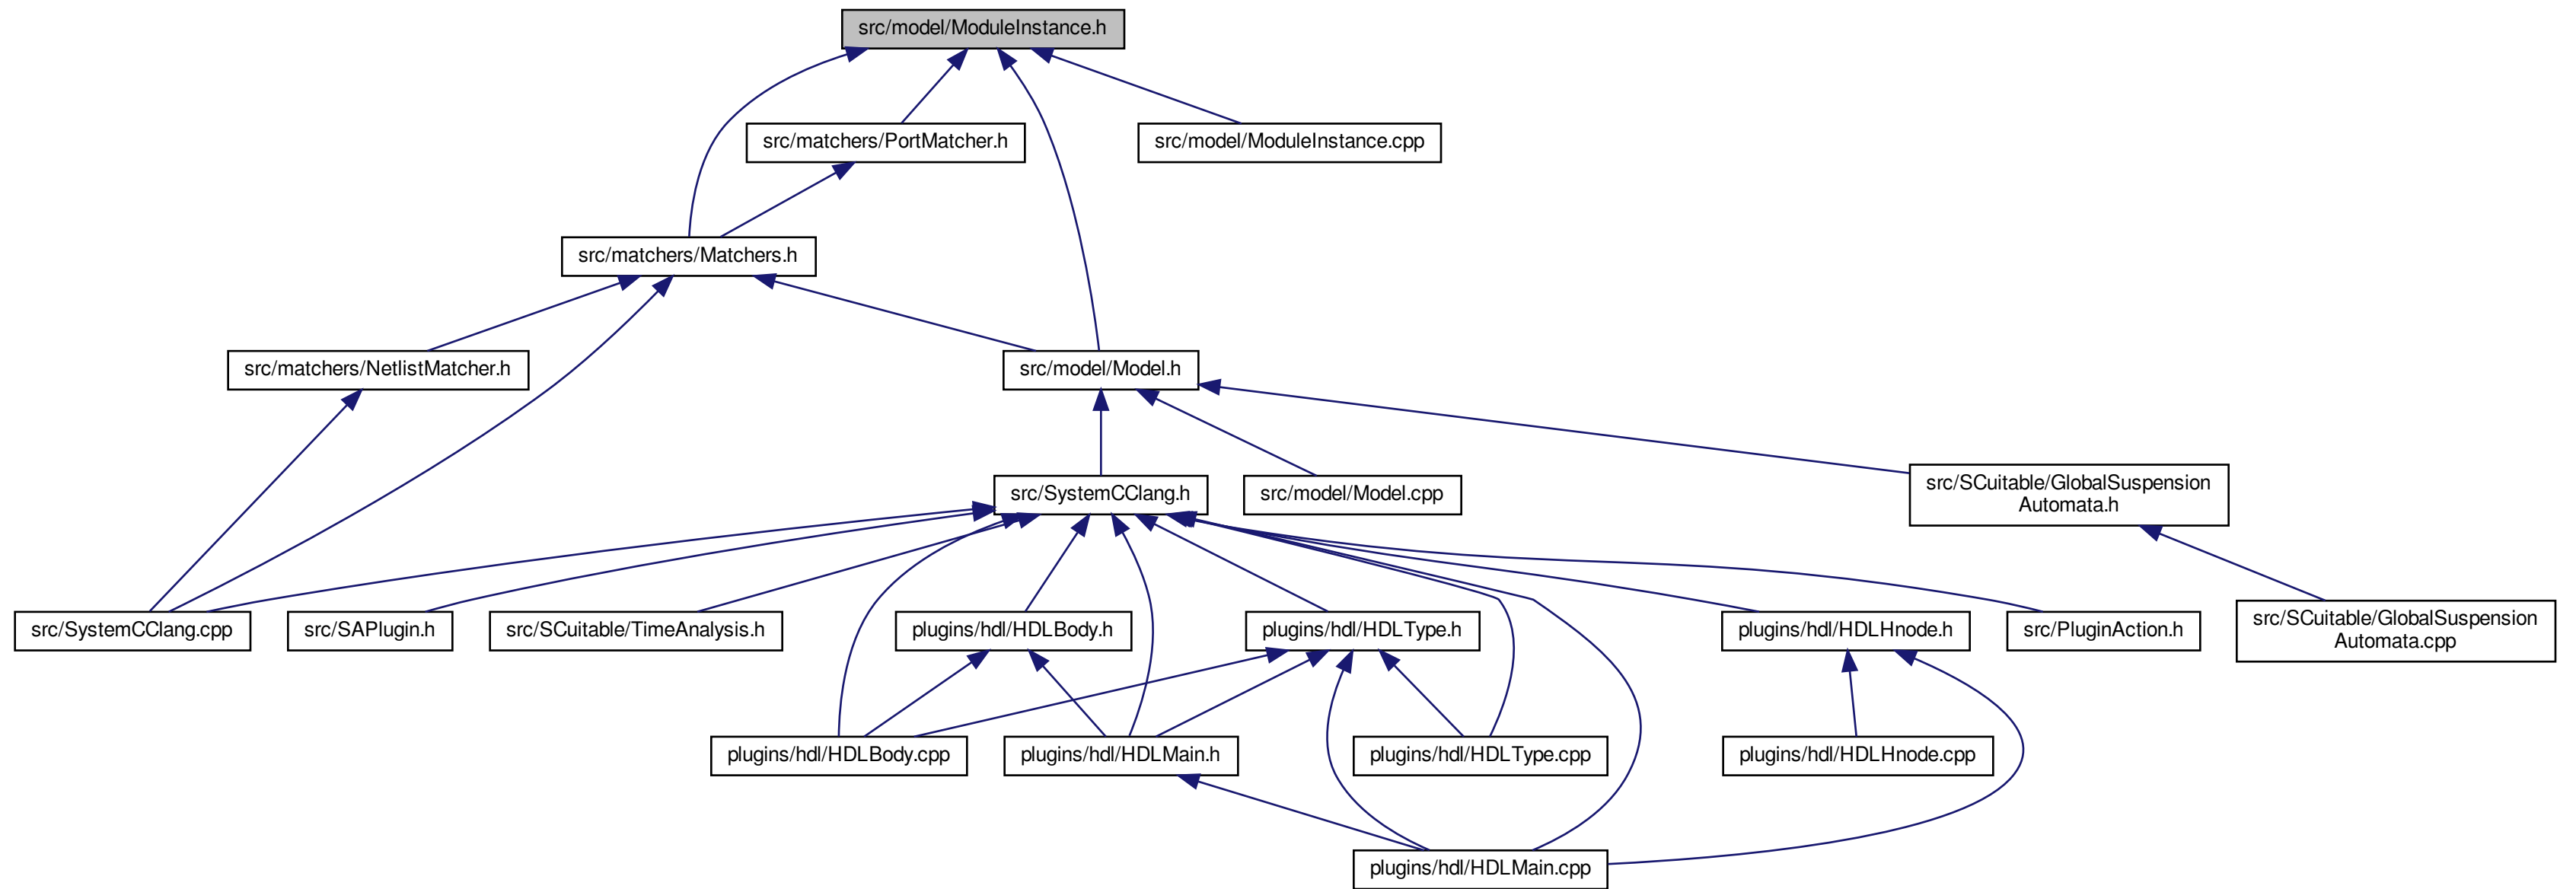 src/model/ModuleInstance.h
src/matchers/PortMatcher.h
src/model/ModuleInstance.cpp
src/matchers/Matchers.h
src/matchers/NetlistMatcher.h
src/model/Model.h
src/SystemCClang.h
src/model/Model.cpp
src/SCuitable/GlobalSuspension
Automata.h
src/SystemCClang.cpp
src/SAPlugin.h
src/SCuitable/TimeAnalysis.h
plugins/hdl/HDLBody.h
plugins/hdl/HDLType.h
plugins/hdl/HDLHnode.h
src/PluginAction.h
src/SCuitable/GlobalSuspension
Automata.cpp
plugins/hdl/HDLBody.cpp
plugins/hdl/HDLMain.h
plugins/hdl/HDLType.cpp
plugins/hdl/HDLHnode.cpp
plugins/hdl/HDLMain.cpp